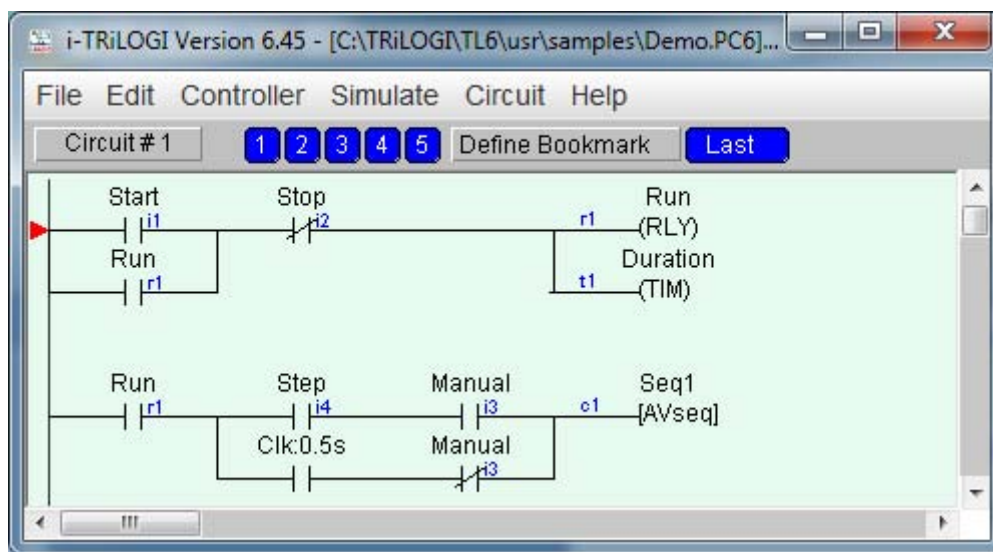 i-TRiLOGI Version 6.45 - [C:\TRiLOGI\TL6\usr\samples\Demo.PC6]...
File Edit Controller Simulate Circuit Help
Circuit # 1 1 2 3 4 5 Define Bookmark Last
Start Stop Run
i1 i2 r1 (RLY)
Run Duration
r1 t1 (TIM)
Run Step Manual Seq1
r1 i4 i3 c1 [AVseq]
Clk:0.5s Manual
i3